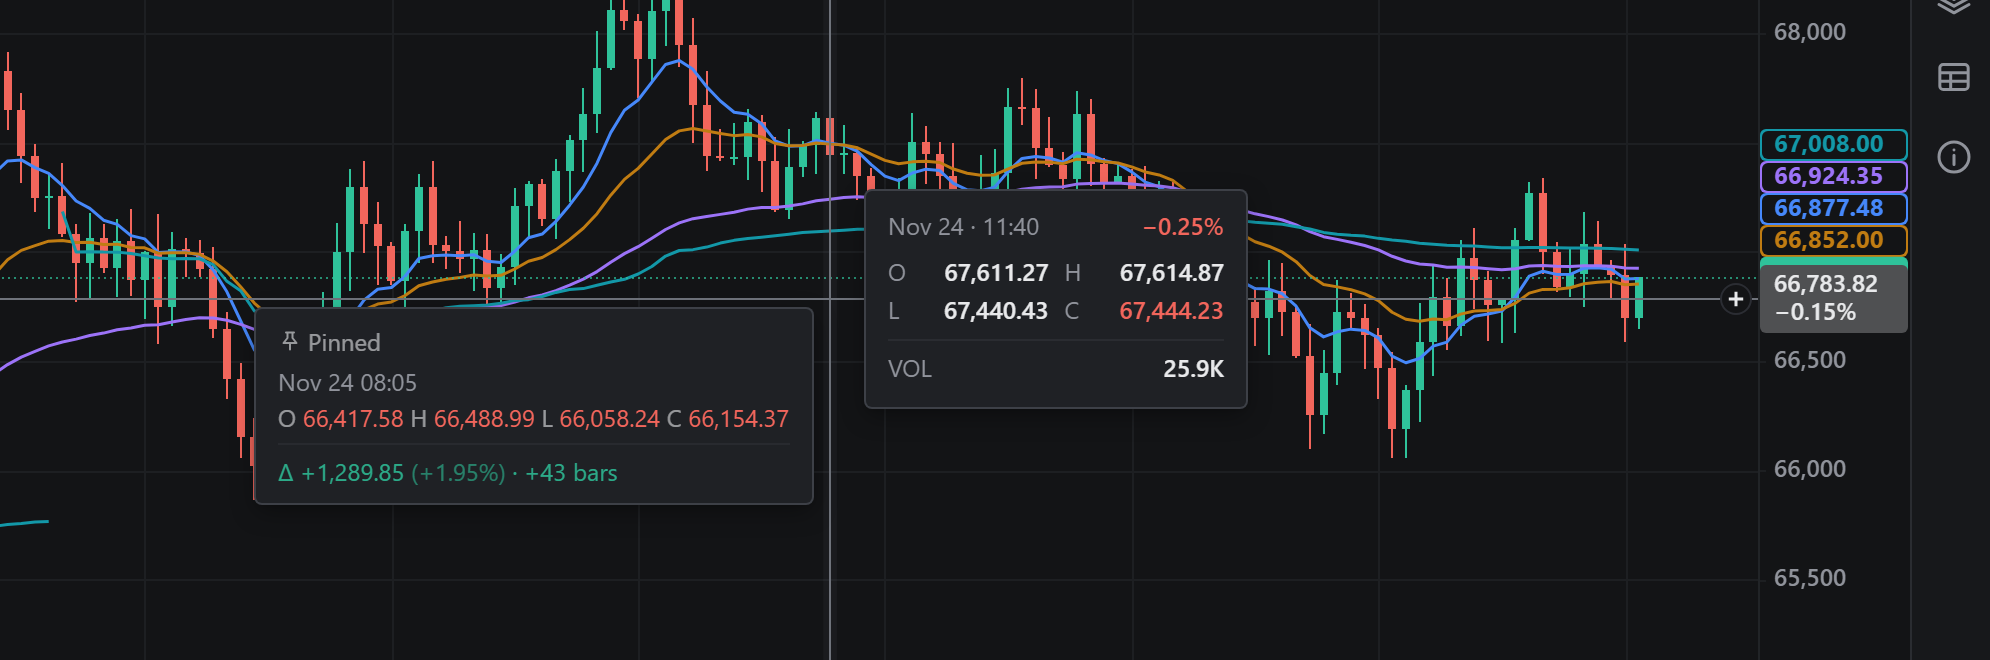 68,000
67,008.00
66,924.35
66,877.48
66,852.00
66,783.82
−0.15%
66,500
66,000
65,500
Nov 24 · 11:40 −0.25%
O 67,611.27 H 67,614.87
L 67,440.43 C 67,444.23
VOL 25.9K
Pinned
Nov 24 08:05
O 66,417.58 H 66,488.99 L 66,058.24 C 66,154.37
Δ +1,289.85 (+1.95%) · +43 bars